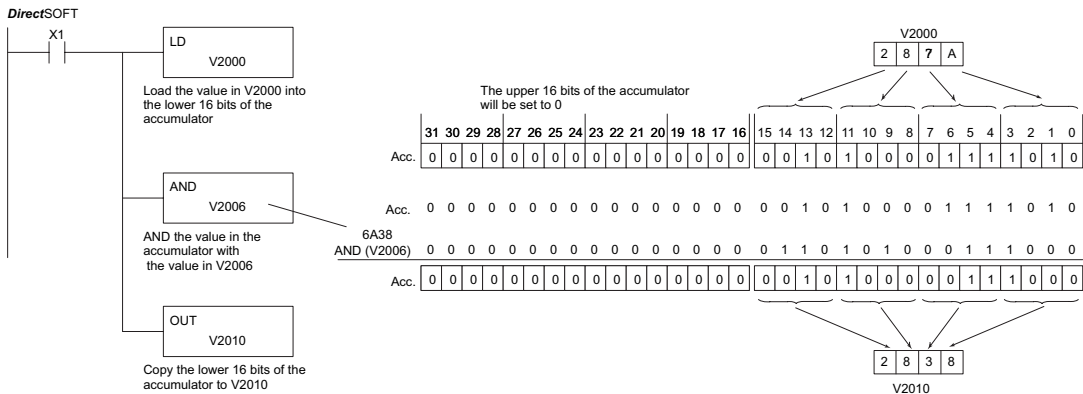 DirectSOFT
X1
LD
V2000
Load the value in V2000 into
the lower 16 bits of the
accumulator
AND
V2006
AND the value in the
accumulator with
the value in V2006
OUT
V2010
Copy the lower 16 bits of the
accumulator to V2010
V2000
2 8 7 A
The upper 16 bits of the accumulator
will be set to 0
31 30 29 28 27 26 25 24 23 22 21 20 19 18 17 16 15 14 13 12 11 10 9 8 7 6 5 4 3 2 1 0
Acc. 0 0 0 0 0 0 0 0 0 0 0 0 0 0 0 0 0 0 1 0 1 0 0 0 0 1 1 1 1 0 1 0
Acc. 0 0 0 0 0 0 0 0 0 0 0 0 0 0 0 0 0 0 1 0 1 0 0 0 0 1 1 1 1 0 1 0
6A38
AND (V2006) 0 0 0 0 0 0 0 0 0 0 0 0 0 0 0 0 0 1 1 0 1 0 1 0 0 0 1 1 1 0 0 0
Acc. 0 0 0 0 0 0 0 0 0 0 0 0 0 0 0 0 0 0 1 0 1 0 0 0 0 0 1 1 1 0 0 0
2 8 3 8
V2010